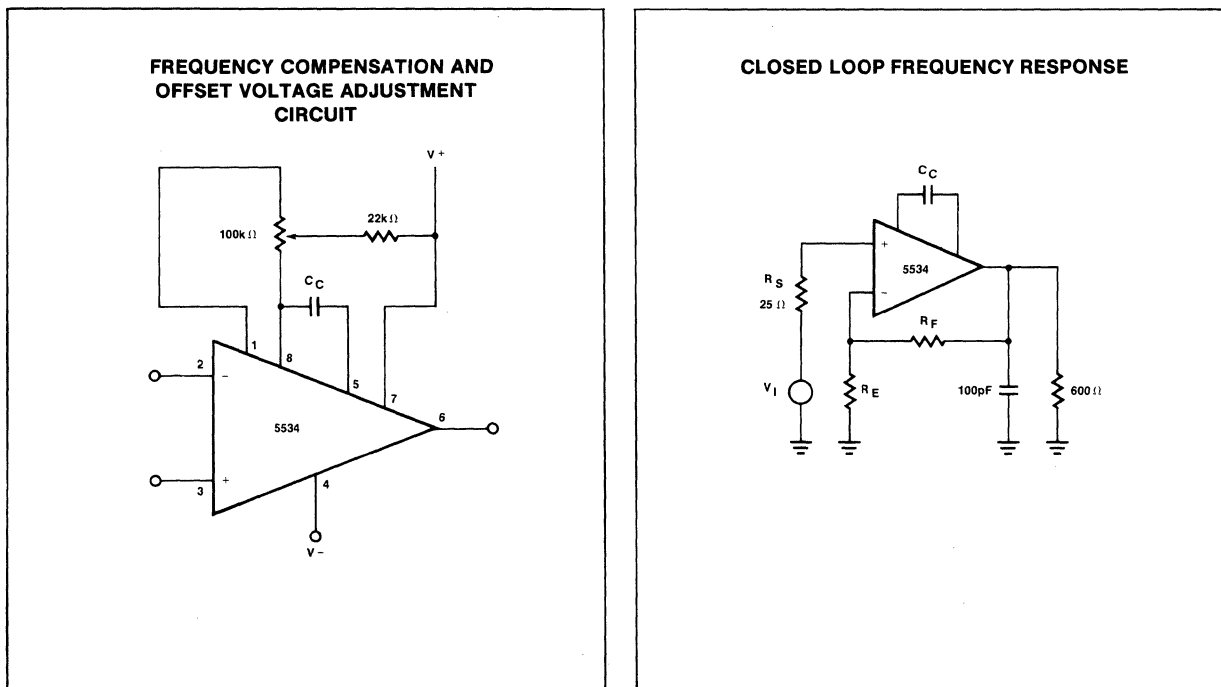 FREQUENCY COMPENSATION AND
OFFSET VOLTAGE ADJUSTMENT
CIRCUIT
V+
22kΩ
100kΩ
CC
1
8
2
−
5
7
6
5534
3
+
4
V−
CLOSED LOOP FREQUENCY RESPONSE
CC
+
5534
RS
25 Ω
−
RF
VI
RE
100pF
600Ω